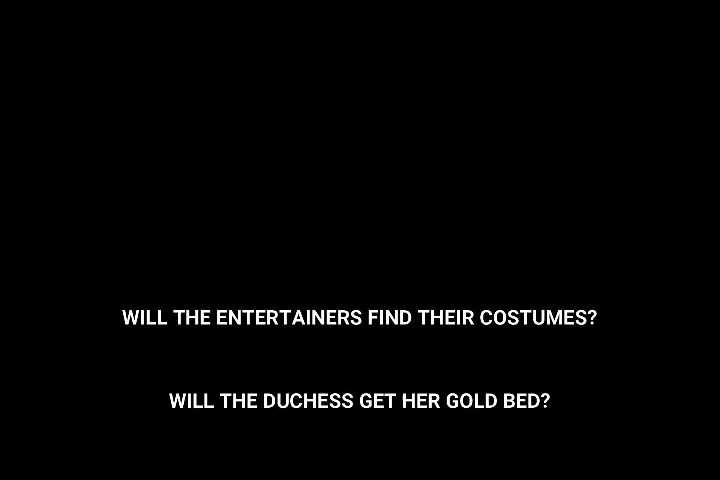 WILL THE ENTERTAINERS FIND THEIR COSTUMES?
WILL THE DUCHESS GET HER GOLD BED?